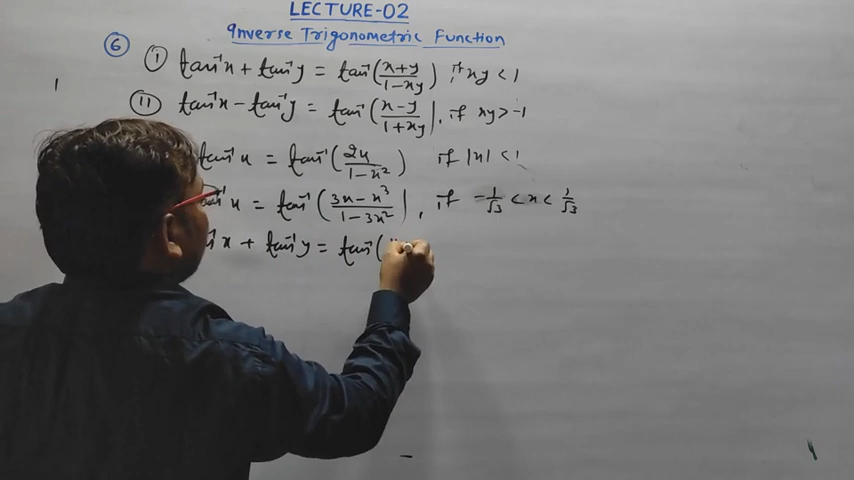 LECTURE-02
Inverse Trigonometric Function
⑥ (i) tan⁻¹x + tan⁻¹y = tan⁻¹((x+y)/(1-xy)) if xy < 1
(ii) tan⁻¹x - tan⁻¹y = tan⁻¹((x-y)/(1+xy)), if xy > -1
tan⁻¹x = tan⁻¹(2x/(1-x²)) if |x| < 1
x = tan⁻¹((3x-x³)/(1-3x²)), if -1/√3 < x < 1/√3
x + tan⁻¹y = tan⁻¹(